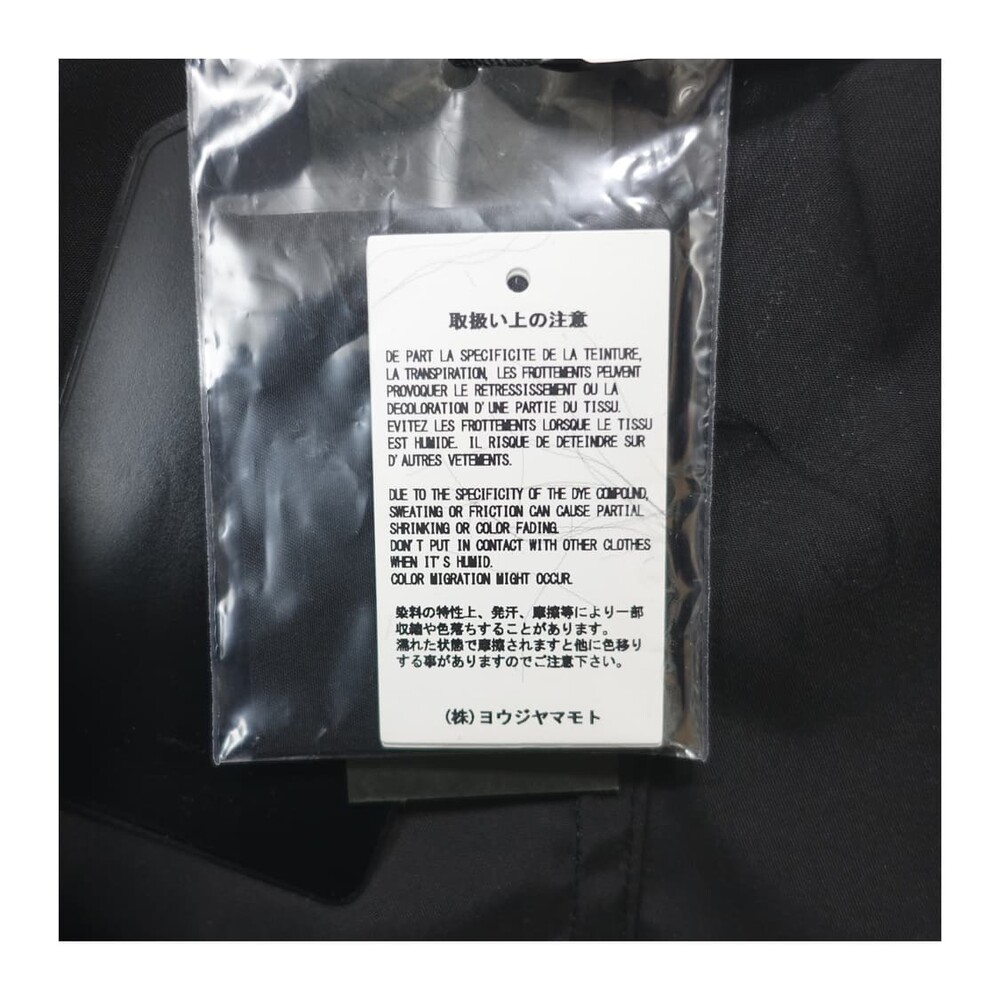 取扱い上の注意
DE PART LA SPECIFICITE DE LA TEINTURE,
LA TRANSPIRATION, LES FROTTEMENTS PEUVENT
PROVOQUER LE RETRESSISSEMENT OU LA
DECOLORATION D'UNE PARTIE DU TISSU.
EVITEZ LES FROTTEMENTS LORSQUE LE TISSU
EST HUMIDE. IL RISQUE DE DETEINDRE SUR
D'AUTRES VETEMENTS.
DUE TO THE SPECIFICITY OF THE DYE COMPOUND,
SWEATING OR FRICTION CAN CAUSE PARTIAL
SHRINKING OR COLOR FADING.
DON'T PUT IN CONTACT WITH OTHER CLOTHES
WHEN IT'S HUMID.
COLOR MIGRATION MIGHT OCCUR.
染料の特性上、発汗、摩擦等により一部
収縮や色落ちすることがあります。
濡れた状態で摩擦されますと他に色移り
する事がありますのでご注意下さい。
(株)ヨウジヤマモト